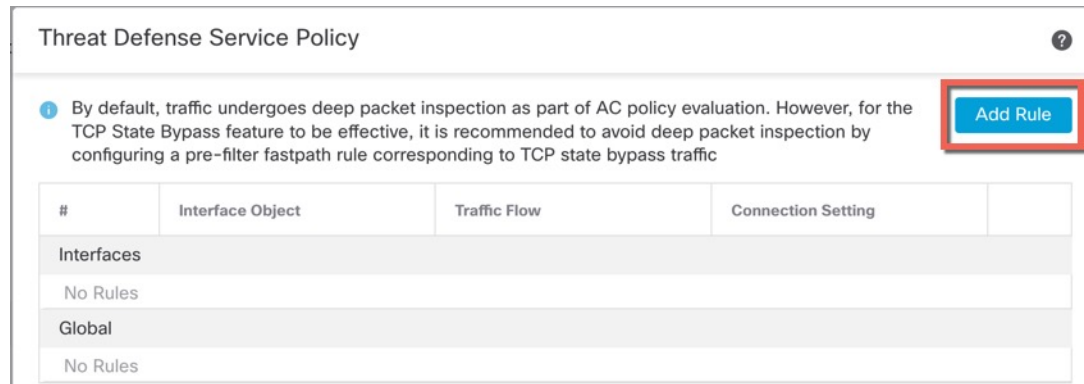 Threat Defense Service Policy
?
i
By default, traffic undergoes deep packet inspection as part of AC policy evaluation. However, for the
TCP State Bypass feature to be effective, it is recommended to avoid deep packet inspection by
configuring a pre-filter fastpath rule corresponding to TCP state bypass traffic
Add Rule
# Interface Object Traffic Flow Connection Setting
Interfaces
No Rules
Global
No Rules